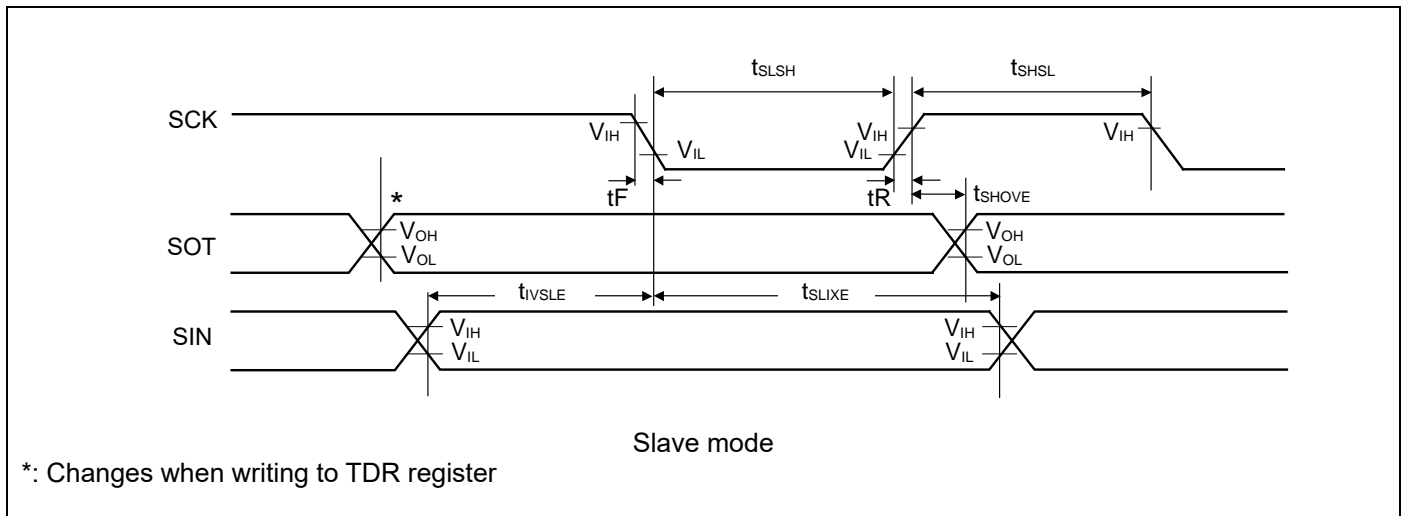 tSLSH tSHSL
SCK
VIH VIL VIL VIH VIH
tF tR tSHOVE
*
SOT
VOH VOH
VOL VOL
tIVSLE tSLIXE
SIN
VIH VIH
VIL VIL
Slave mode
*: Changes when writing to TDR register